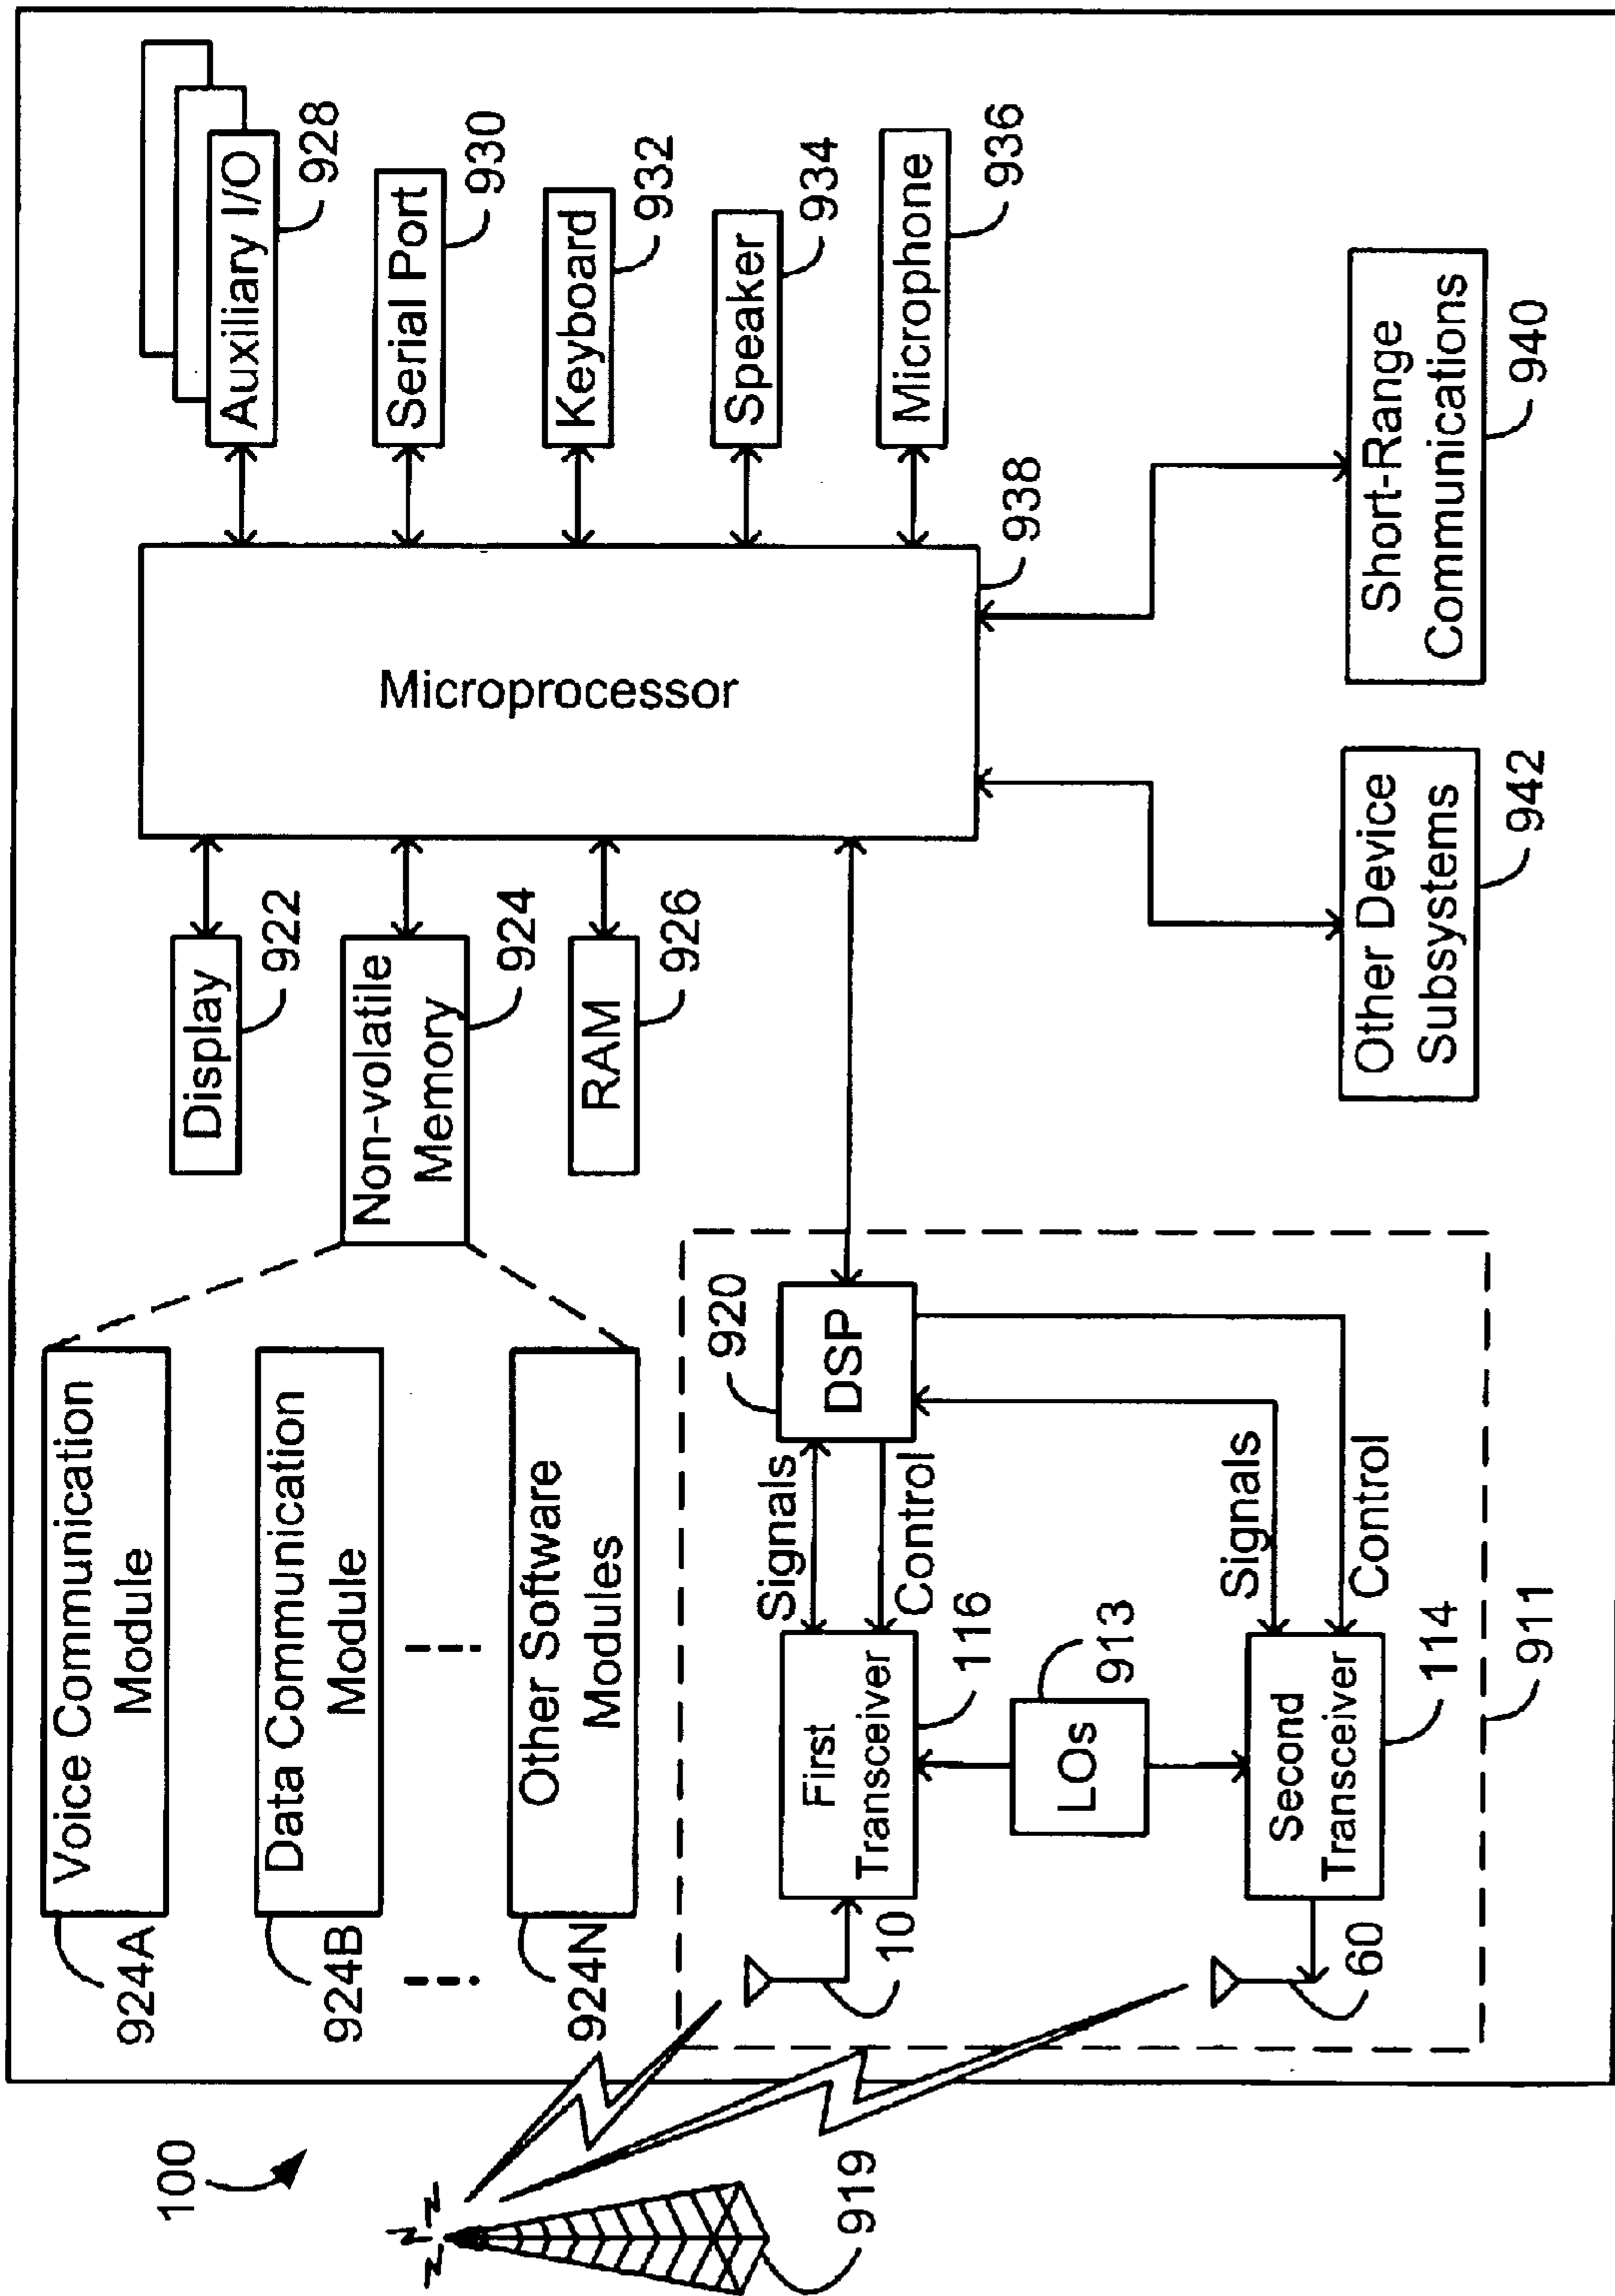 100
919
924A
Voice Communication
Module
924B
Data Communication
Module
924N
Other Software
Modules
Display
922
Non-volatile
Memory
924
RAM
926
Microprocessor
938
Auxiliary I/O
928
Serial Port
930
Keyboard
932
Speaker
934
Microphone
936
Short-Range
Communications
940
Other Device
Subsystems
942
920
DSP
Signals
Control
First
Transceiver
116
10
LOs
913
Signals
Control
Second
Transceiver
114
60
911